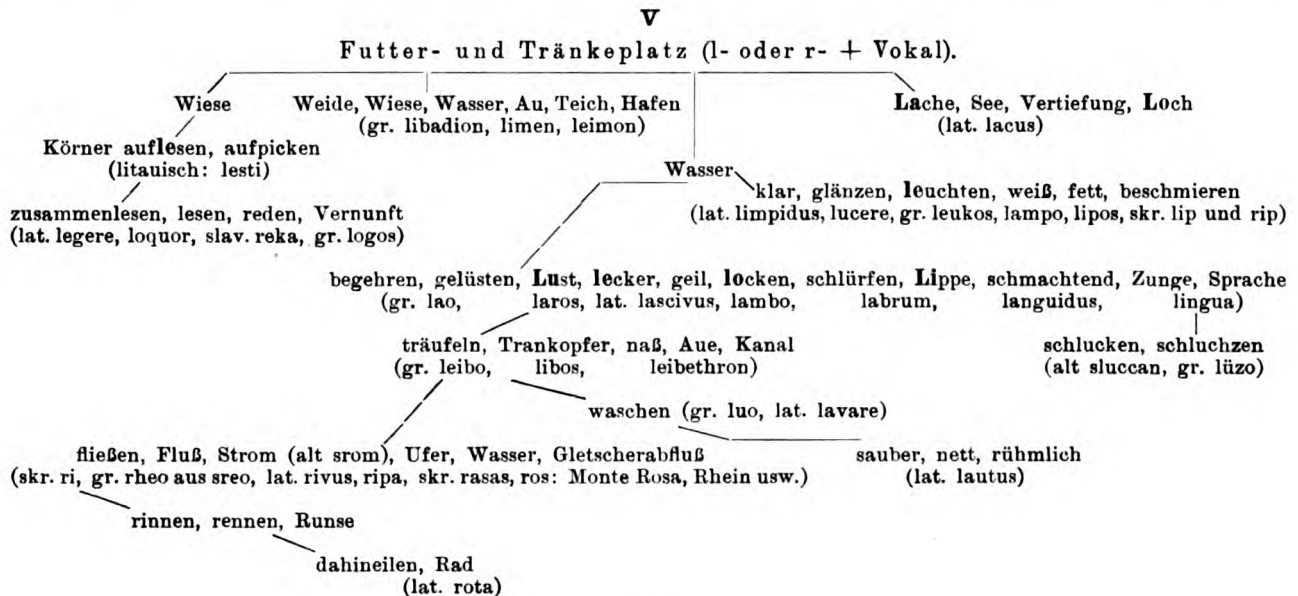 V
Futter- und Tränkeplatz (l- oder r- + Vokal).
Wiese
Weide, Wiese, Wasser, Au, Teich, Hafen
(gr. libadion, limen, leimon)
Lache, See, Vertiefung, Loch
(lat. lacus)
Körner auflesen, aufpicken
(litauisch: lesti)
zusammenlesen, lesen, reden, Vernunft
(lat. legere, loquor, slav. reka, gr. logos)
Wasser
klar, glänzen, leuchten, weiß, fett, beschmieren
(lat. limpidus, lucere, gr. leukos, lampo, lipos, skr. lip und rip)
begehren, gelüsten, Lust, lecker, geil, locken, schlürfen, Lippe, schmachtend, Zunge, Sprache
(gr. lao, laros, lat. lascivus, lambo, labrum, languidus, lingua)
träufeln, Trankopfer, naß, Aue, Kanal
(gr. leibo, libos, leibethron)
schlucken, schluchzen
(alt sluccan, gr. lüzo)
waschen (gr. luo, lat. lavare)
fließen, Fluß, Strom (alt srom), Ufer, Wasser, Gletscherabfluß
(skr. ri, gr. rheo aus sreo, lat. rivus, ripa, skr. rasas, ros: Monte Rosa, Rhein usw.)
sauber, nett, rühmlich
(lat. lautus)
rinnen, rennen, Runse
dahineilen, Rad
(lat. rota)